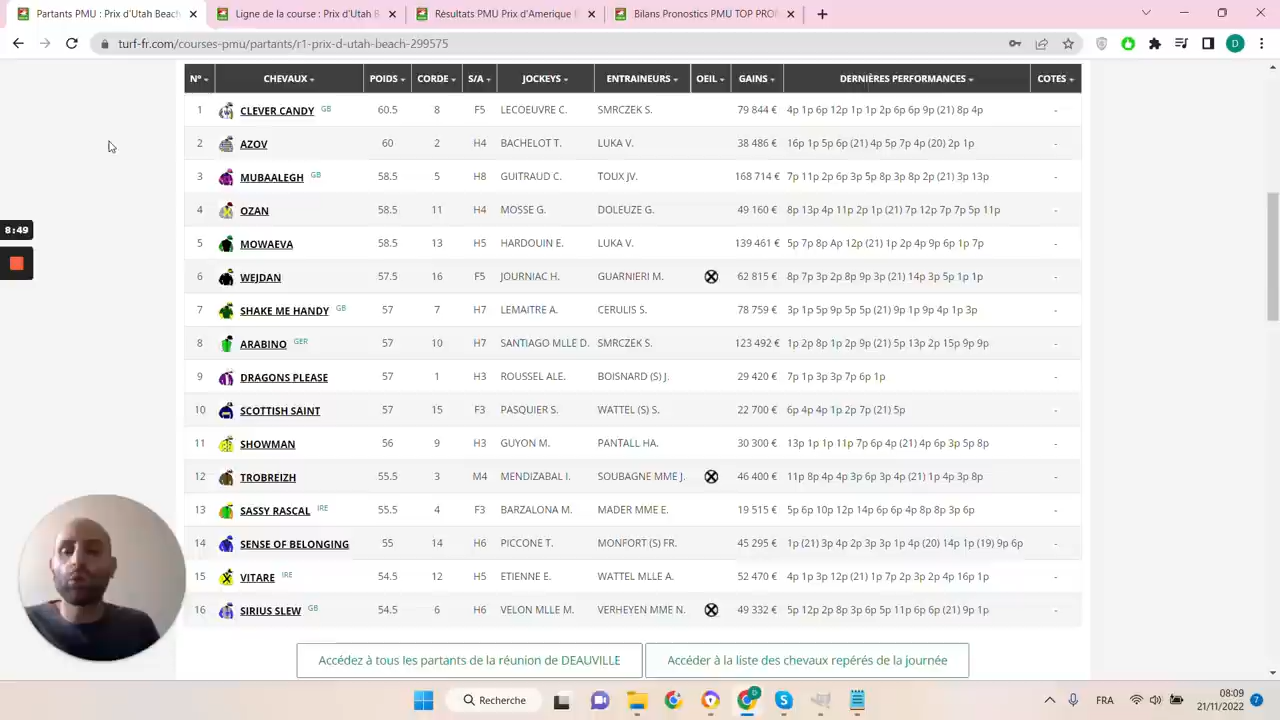 Partants PMU : Prix d'Utah Beach
Ligne de la course : Prix d'Utah B
Résultats PMU Prix d'Amerique
Bilans Pronostics PMU TOP PRO
turf-fr.com/courses-pmu/partants/r1-prix-d-utah-beach-299575
D
N° CHEVAUX POIDS CORDE S/A JOCKEYS ENTRAINEURS OEIL GAINS DERNIÈRES PERFORMANCES COTES
1 CLEVER CANDY GB 60.5 8 F5 LECOEUVRE C. SMRCZEK S. 79 844 € 4p 1p 6p 12p 1p 1p 2p 6p 6p 9p (21) 8p 4p -
2 AZOV 60 2 H4 BACHELOT T. LUKA V. 38 486 € 16p 1p 5p 6p (21) 4p 5p 7p 4p (20) 2p 1p -
3 MUBAALEGH GB 58.5 5 H8 GUITRAUD C. TOUX JV. 168 714 € 7p 11p 2p 6p 3p 5p 8p 3p 8p 2p (21) 3p 13p -
4 OZAN 58.5 11 H4 MOSSE G. DOLEUZE G. 49 160 € 8p 13p 4p 11p 2p 1p (21) 7p 12p 7p 7p 5p 11p -
5 MOWAEVA 58.5 13 H5 HARDOUIN E. LUKA V. 139 461 € 5p 7p 8p Ap 12p (21) 1p 2p 4p 9p 6p 1p 7p -
6 WEJDAN 57.5 16 F5 JOURNIAC H. GUARNIERI M. 62 815 € 8p 7p 3p 2p 8p 9p 3p (21) 14p 3p 5p 1p 1p -
7 SHAKE ME HANDY GB 57 7 H7 LEMAITRE A. CERULIS S. 78 759 € 3p 1p 5p 9p 5p 5p (21) 9p 1p 9p 4p 1p 3p -
8 ARABINO GER 57 10 H7 SANTIAGO MLLE D. SMRCZEK S. 123 492 € 1p 2p 8p 1p 2p 9p (21) 5p 13p 2p 15p 9p 9p -
9 DRAGONS PLEASE 57 1 H3 ROUSSEL ALE. BOISNARD (S) J. 29 420 € 7p 1p 3p 3p 7p 6p 1p -
10 SCOTTISH SAINT 57 15 F3 PASQUIER S. WATTEL (S) S. 22 700 € 6p 4p 4p 1p 2p 7p (21) 5p -
11 SHOWMAN 56 9 H3 GUYON M. PANTALL HA. 30 300 € 13p 1p 1p 11p 7p 6p 4p (21) 4p 6p 3p 5p 8p -
12 TROBREIZH 55.5 3 M4 MENDIZABAL I. SOUBAGNE MME J. 46 400 € 11p 8p 4p 4p 3p 6p 3p 4p (21) 1p 4p 3p 8p -
13 SASSY RASCAL IRE 55.5 4 F3 BARZALONA M. MADER MME E. 19 515 € 5p 6p 10p 12p 14p 6p 6p 4p 8p 8p 3p 6p -
14 SENSE OF BELONGING 55 14 H6 PICCONE T. MONFORT (S) FR. 45 295 € 1p (21) 3p 4p 2p 3p 3p 1p 4p (20) 14p 1p (19) 9p 6p -
15 VITARE IRE 54.5 12 H5 ETIENNE E. WATTEL MLLE A. 52 470 € 4p 1p 3p 12p (21) 1p 7p 2p 3p 2p 4p 16p 1p -
16 SIRIUS SLEW GB 54.5 6 H6 VELON MLLE M. VERHEYEN MME N. 49 332 € 5p 12p 2p 8p 3p 6p 5p 11p 6p 6p (21) 9p 1p -
8:49
Accédez à tous les partants de la réunion de DEAUVILLE
Accéder à la liste des chevaux repérés de la journée
Recherche
FRA
08:09
21/11/2022
7